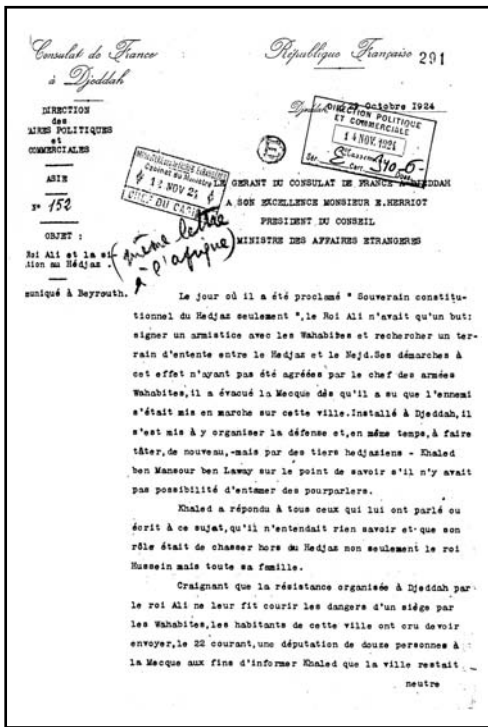 Consulat de France
à Djeddah
République Française 291
DIRECTION
des
AIRES POLITIQUES
et
COMMERCIALES
ASIE
N° 152
OBJET :
Roi Ali et la si-
tion au Hédjaz.
muniqué à Beyrouth.
Djeddah Octobre 1924
DIRECTION POLITIQUE
ET COMMERCIALE
14 NOV. 1924
Cabinet du Ministre
12 NOV 24
même lettre
à l'afrique
LE GERANT DU CONSULAT DE FRANCE A DJEDDAH
A SON EXCELLENCE MONSIEUR E.HERRIOT
PRESIDENT DU CONSEIL
MINISTRE DES AFFAIRES ETRANGERES
Le jour où il a été proclamé " Souverain constitu-
tionnel du Hedjaz seulement ",le Roi Ali n'avait qu'un but:
signer un armistice avec les Wahabites et rechercher un ter-
rain d'entente entre le Hedjaz et le Nejd.Ses démarches à
cet effet n'ayant pas été agréées par le chef des armées
Wahabites,il a évacué la Mecque dès qu'il a su que l'ennemi
s'était mis en marche sur cette ville.Installé à Djeddah,il
s'est mis à y organiser la défense et,en même temps,à faire
tâter,de nouveau,-mais par des tiers hedjaziens - Khaled
ben Mansour ben Laway sur le point de savoir s'il n'y avait
pas possibilité d'entamer des pourparlers.
Khaled a répondu à tous ceux qui lui ont parlé ou
écrit à ce sujet,qu'il n'entendait rien savoir et que son
rôle était de chasser hors du Hedjaz non seulement le roi
Hussein mais toute sa famille.
Craignant que la résistance organisée à Djeddah par
le roi Ali ne leur fit courir les dangers d'un siège par
les Wahabites,les habitants de cette ville ont cru devoir
envoyer,le 22 courant,une députation de douze personnes à
la Mecque aux fins d'informer Khaled que la ville restait
neutre